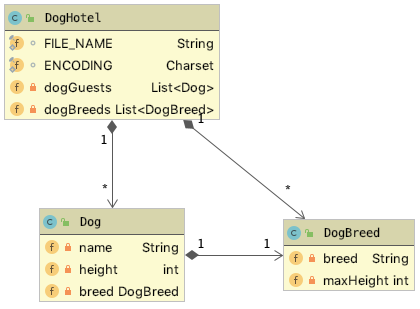 DogHotel
FILE_NAME String
ENCODING Charset
dogGuests List<Dog>
dogBreeds List<DogBreed>
1
1
*
*
Dog
name String
height int
breed DogBreed
1
1
DogBreed
breed String
maxHeight int